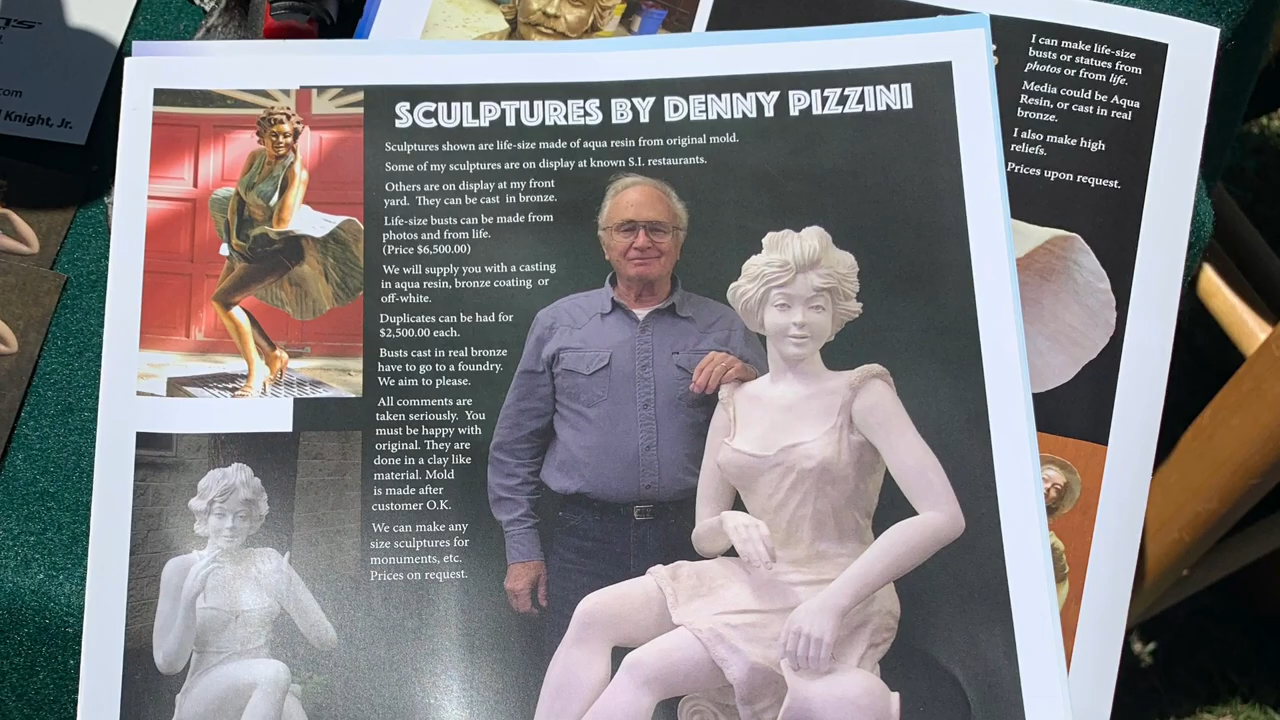 SCULPTURES BY DENNY PIZZINI
Sculptures shown are life-size made of aqua resin from original mold.
Some of my sculptures are on display at known S.I. restaurants.
Others are on display at my front
yard. They can be cast in bronze.
Life-size busts can be made from
photos and from life.
(Price $6,500.00)
We will supply you with a casting
in aqua resin, bronze coating or
off-white.
Duplicates can be had for
$2,500.00 each.
Busts cast in real bronze
have to go to a foundry.
We aim to please.
All comments are
taken seriously. You
must be happy with
original. They are
done in a clay like
material. Mold
is made after
customer O.K.
We can make any
size sculptures for
monuments, etc.
Prices on request.
I can make life-size
busts or statues from
photos or from life.
Media could be Aqua
Resin, or cast in real
bronze.
I also make high
reliefs.
Prices upon request.
Knight, Jr.